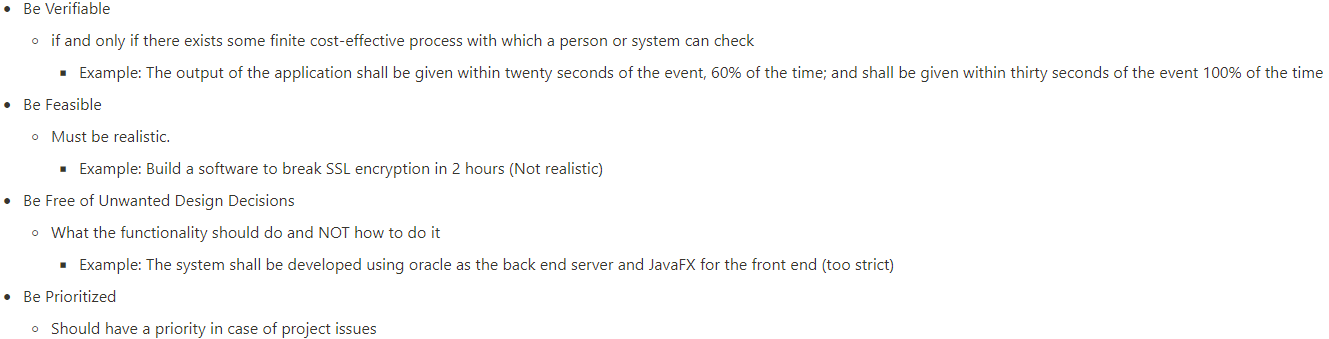 • Be Verifiable
◦ if and only if there exists some finite cost-effective process with which a person or system can check
▪ Example: The output of the application shall be given within twenty seconds of the event, 60% of the time; and shall be given within thirty seconds of the event 100% of the time
• Be Feasible
◦ Must be realistic.
▪ Example: Build a software to break SSL encryption in 2 hours (Not realistic)
• Be Free of Unwanted Design Decisions
◦ What the functionality should do and NOT how to do it
▪ Example: The system shall be developed using oracle as the back end server and JavaFX for the front end (too strict)
• Be Prioritized
◦ Should have a priority in case of project issues